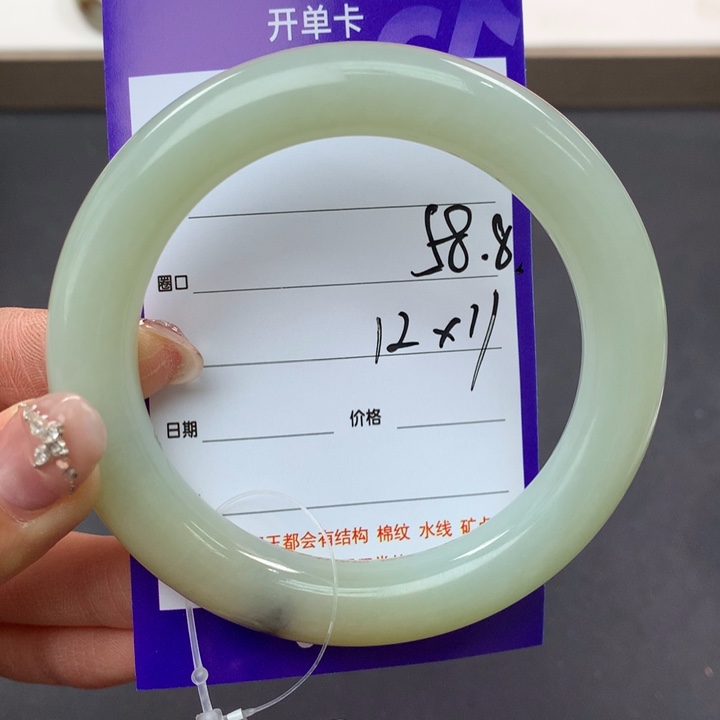 开单卡
58.8
圈口
12×11
日期 价格
都会有结构 棉纹 水线 矿